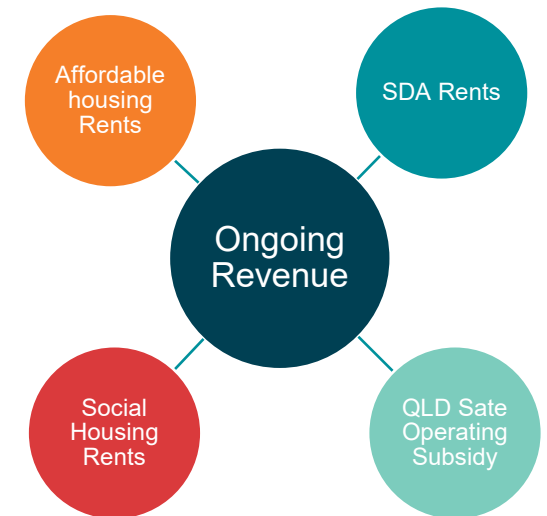 Affordable
housing
Rents
SDA Rents
Ongoing
Revenue
Social
Housing
Rents
QLD Sate
Operating
Subsidy